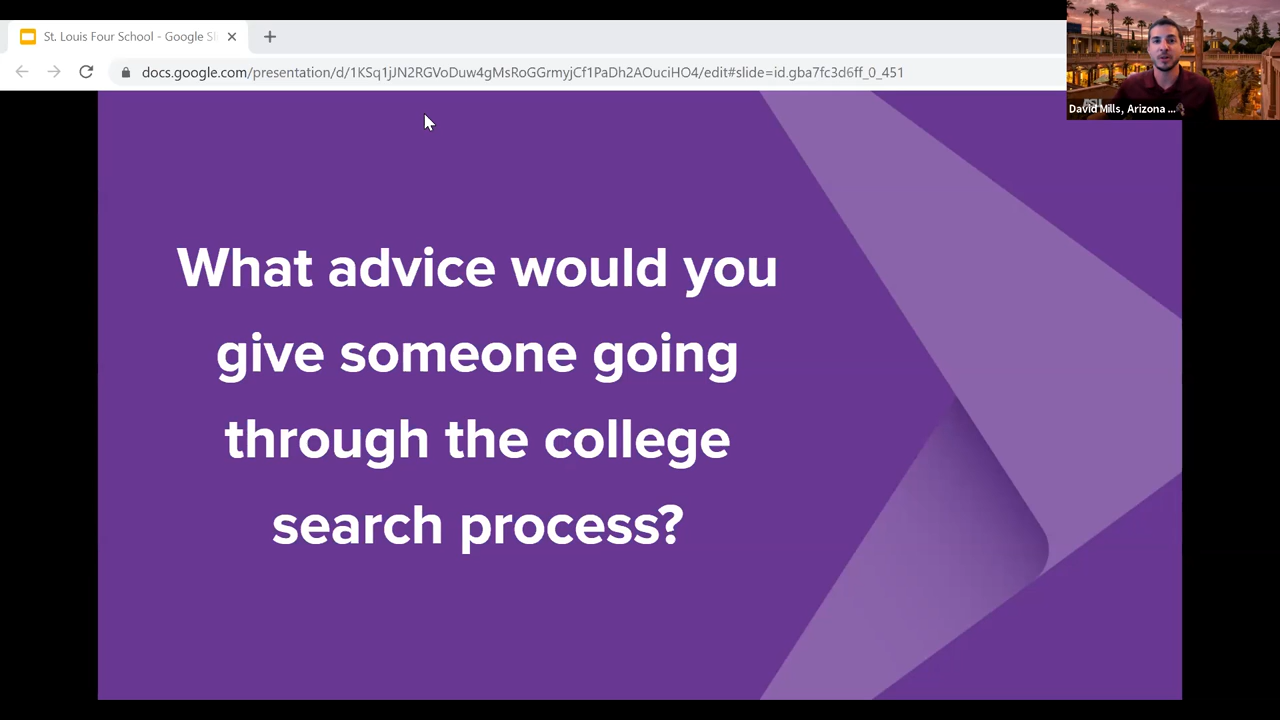 St. Louis Four School - Google Sl
docs.google.com/presentation/d/1KSq1jJN2RGVoDuw4gMsRoGGrmyjCf1PaDh2AOuciHO4/edit#slide=id.gba7fc3d6ff_0_451
David Mills, Arizona ...
What advice would you
give someone going
through the college
search process?